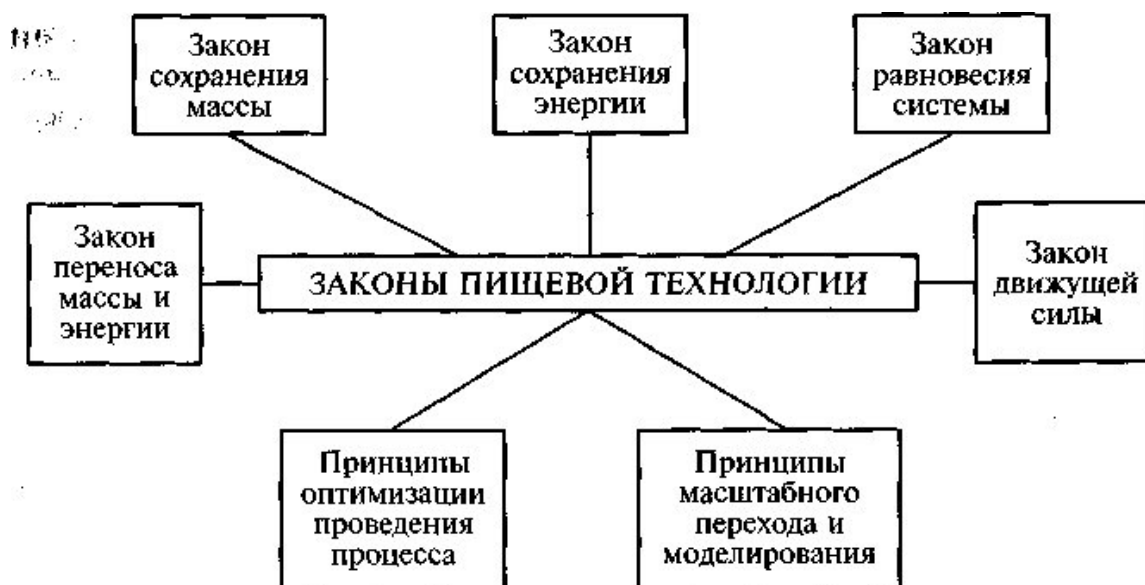 Закон
сохранения
массы
Закон
сохранения
энергии
Закон
равновесия
системы
Закон
переноса
массы и
энергии
ЗАКОНЫ ПИЩЕВОЙ ТЕХНОЛОГИИ
Закон
движущей
силы
Принципы
оптимизации
проведения
процесса
Принципы
масштабного
перехода и
моделирования